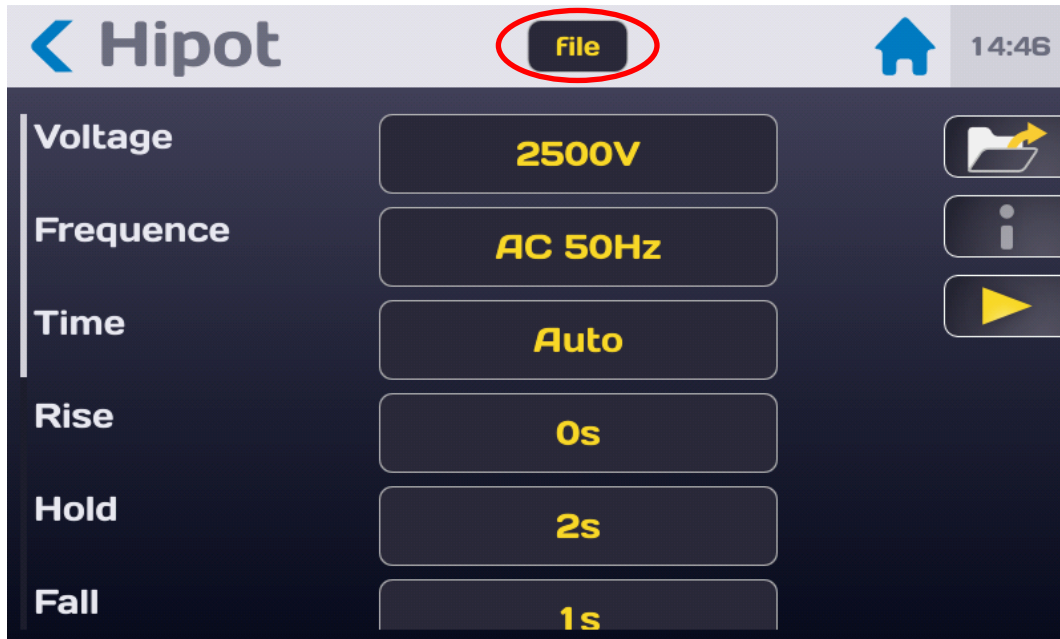 Hipot
File
14:46
Voltage
2500V
Frequence
AC 50Hz
Time
Auto
Rise
0s
Hold
2s
Fall
1s